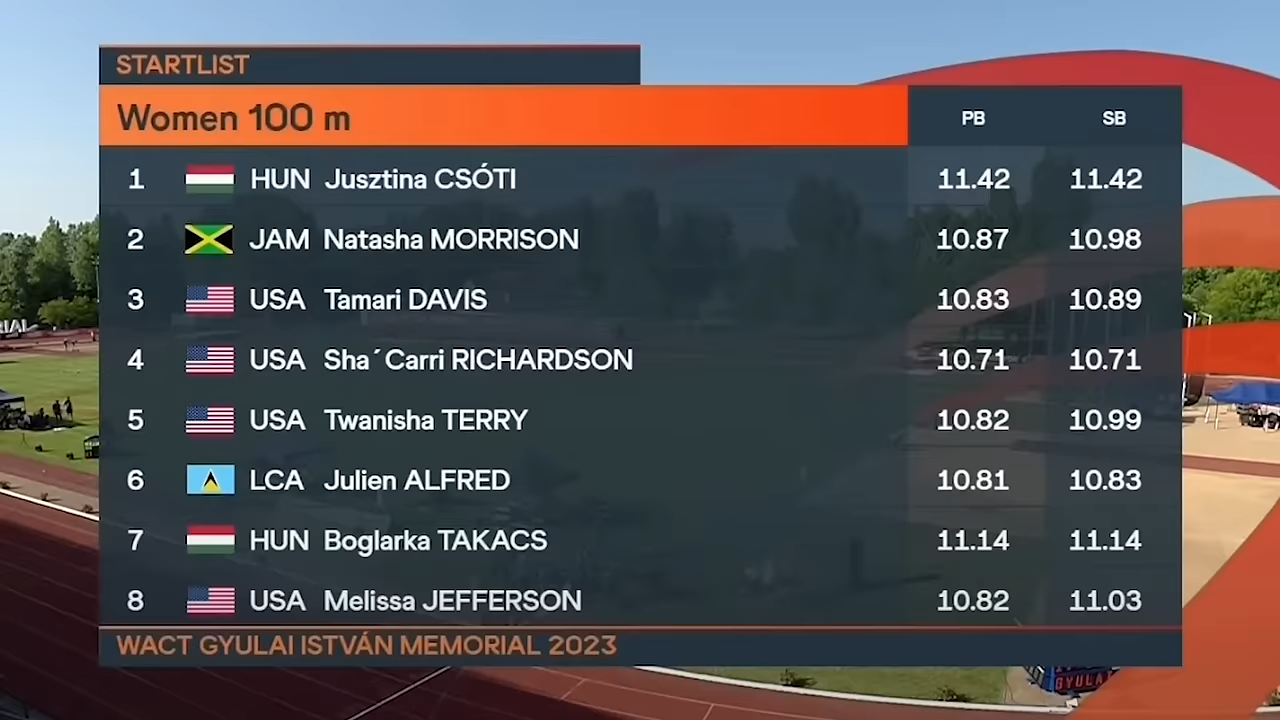 STARTLIST
Women 100 m PB SB
1 HUN Jusztina CSÓTI 11.42 11.42
2 JAM Natasha MORRISON 10.87 10.98
3 USA Tamari DAVIS 10.83 10.89
4 USA Sha´Carri RICHARDSON 10.71 10.71
5 USA Twanisha TERRY 10.82 10.99
6 LCA Julien ALFRED 10.81 10.83
7 HUN Boglarka TAKACS 11.14 11.14
8 USA Melissa JEFFERSON 10.82 11.03
WACT GYULAI ISTVÁN MEMORIAL 2023
GYULAI